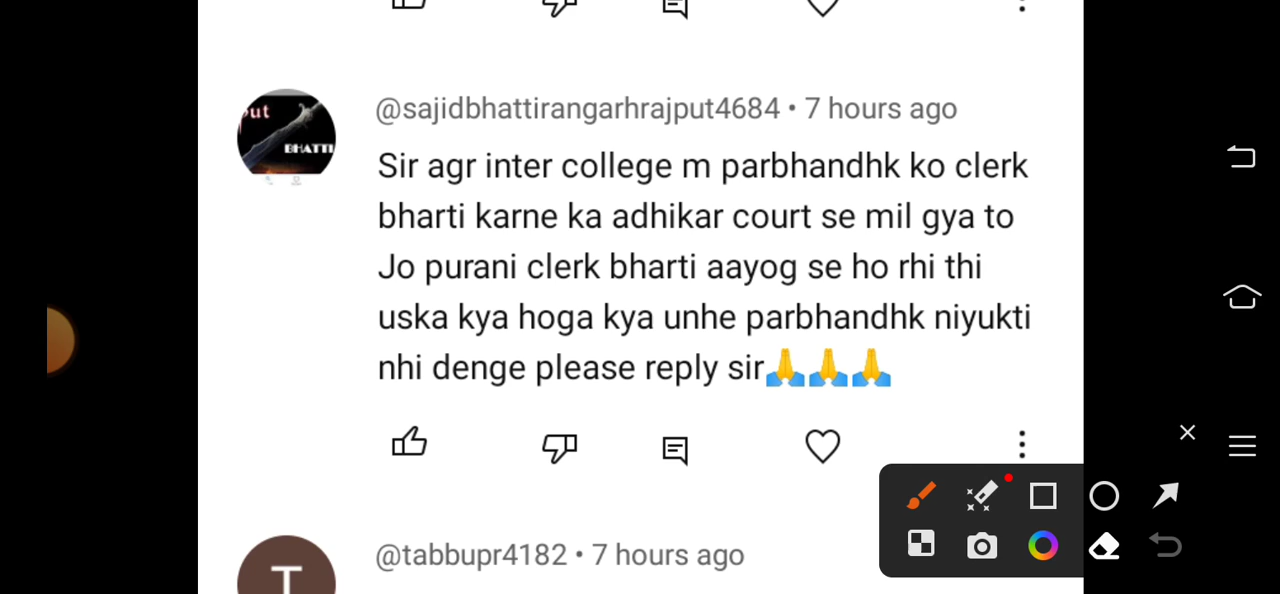 put
BHATTI
@sajidbhattirangarhrajput4684 • 7 hours ago
Sir agr inter college m parbhandhk ko clerk
bharti karne ka adhikar court se mil gya to
Jo purani clerk bharti aayog se ho rhi thi
uska kya hoga kya unhe parbhandhk niyukti
nhi denge please reply sir🙏🙏🙏
T
@tabbupr4182 • 7 hours ago